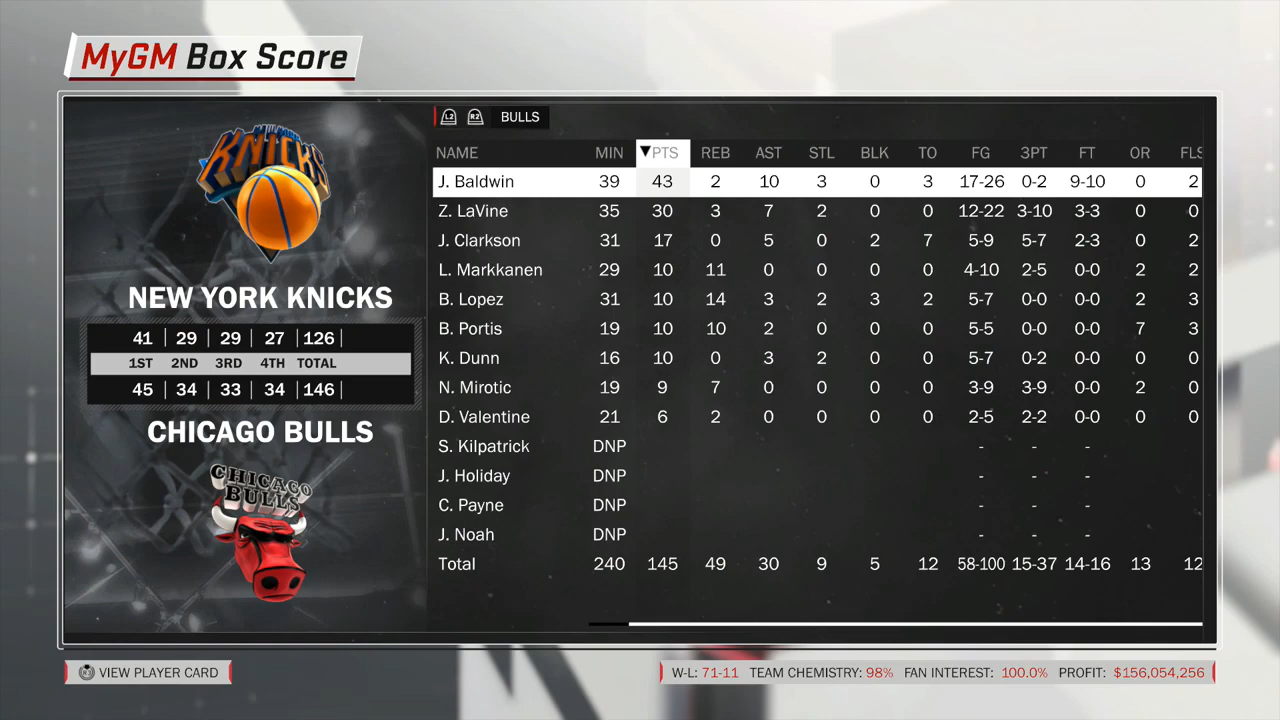 MyGM Box Score
KNICKS
NEW YORK KNICKS
41 29 29 27 126
1ST 2ND 3RD 4TH TOTAL
45 34 33 34 146
CHICAGO BULLS
CHICAGO
BULLS
L2 R2 BULLS
NAME MIN ▼PTS REB AST STL BLK TO FG 3PT FT OR FLS
J. Baldwin 39 43 2 10 3 0 3 17-26 0-2 9-10 0 2
Z. LaVine 35 30 3 7 2 0 0 12-22 3-10 3-3 0 0
J. Clarkson 31 17 0 5 0 2 7 5-9 5-7 2-3 0 2
L. Markkanen 29 10 11 0 0 0 0 4-10 2-5 0-0 2 2
B. Lopez 31 10 14 3 2 3 2 5-7 0-0 0-0 2 3
B. Portis 19 10 10 2 0 0 0 5-5 0-0 0-0 7 3
K. Dunn 16 10 0 3 2 0 0 5-7 0-2 0-0 0 0
N. Mirotic 19 9 7 0 0 0 0 3-9 3-9 0-0 2 0
D. Valentine 21 6 2 0 0 0 0 2-5 2-2 0-0 0 0
S. Kilpatrick DNP - - -
J. Holiday DNP - - -
C. Payne DNP - - -
J. Noah DNP - - -
Total 240 145 49 30 9 5 12 58-100 15-37 14-16 13 12
R3 VIEW PLAYER CARD
W-L: 71-11 TEAM CHEMISTRY: 98% FAN INTEREST: 100.0% PROFIT: $156,054,256